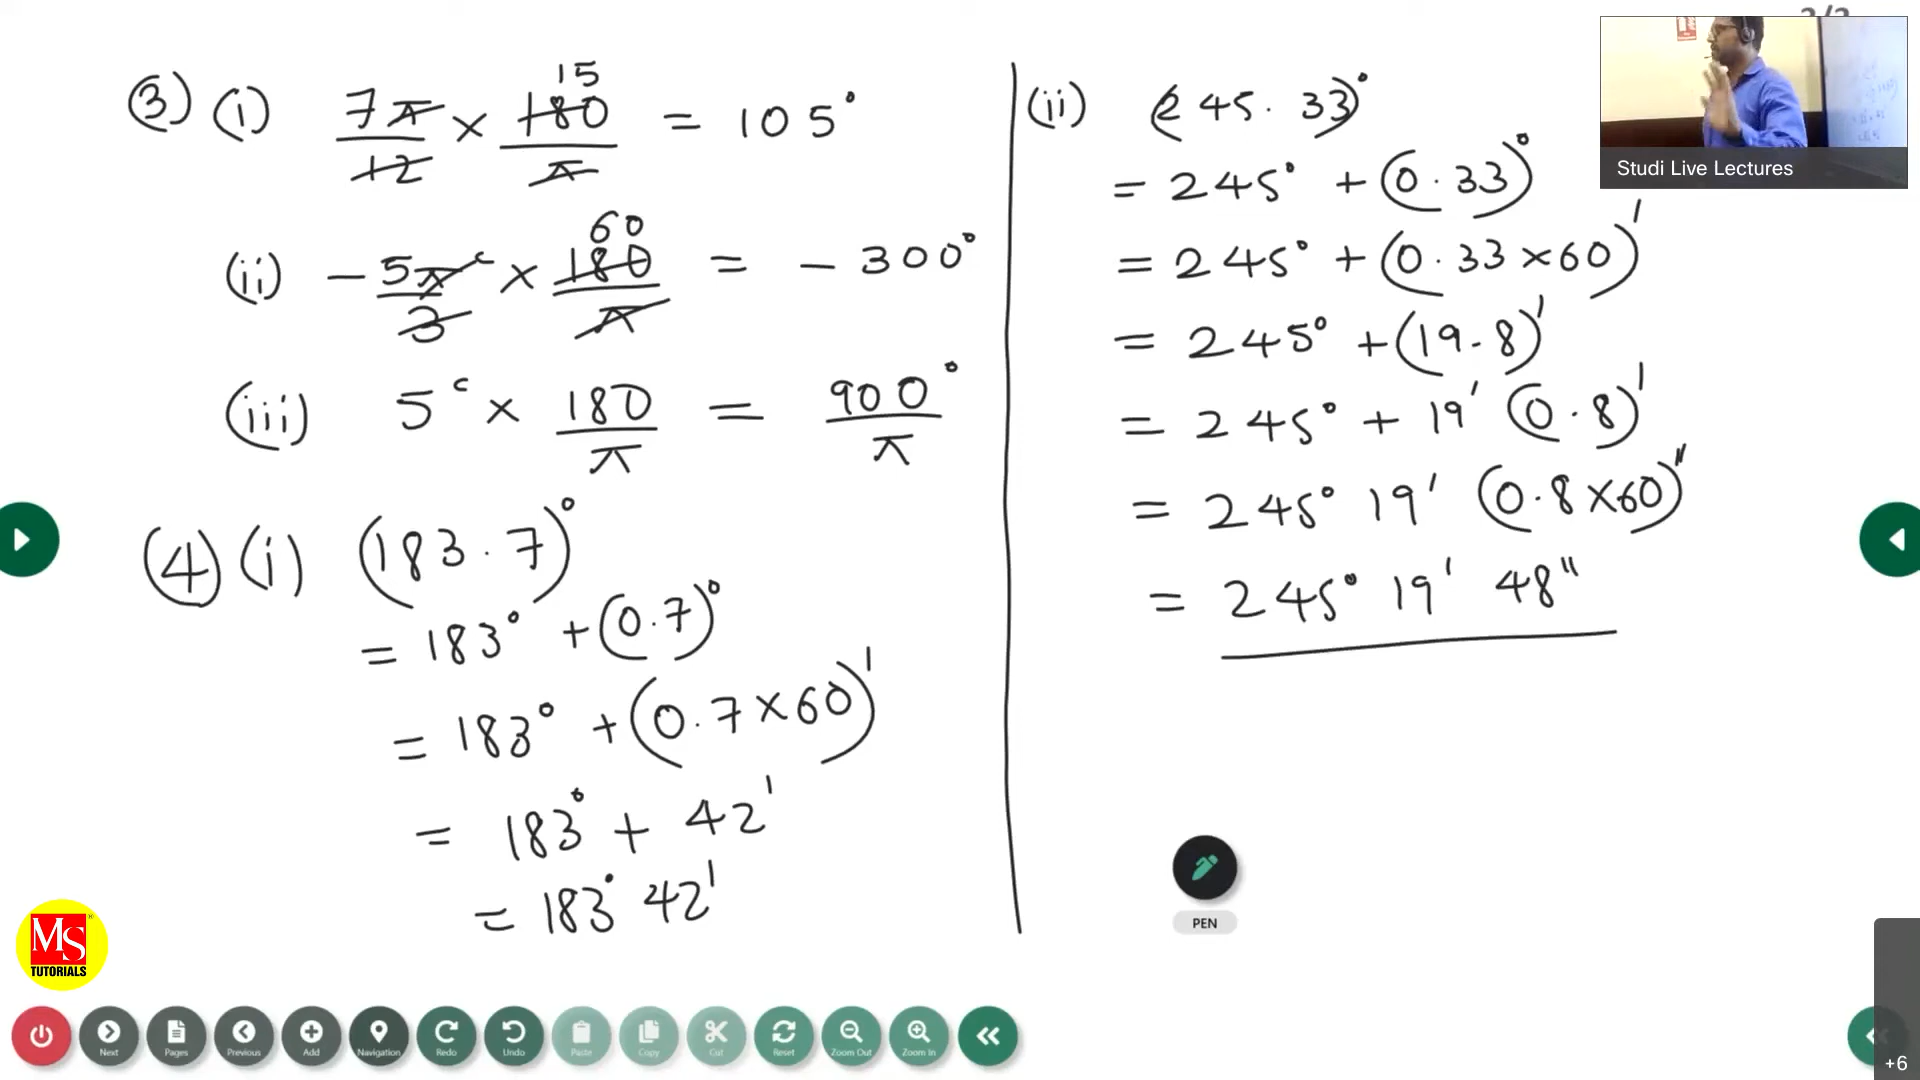 ③ (i) 7π/12 × 180/π = 105°
15
(ii) -5πᶜ/3 × 180/π = -300°
60
(iii) 5ᶜ × 180/π = 900°/π
④ (i) (183.7)°
= 183° + (0.7)°
= 183° + (0.7×60)'
= 183° + 42'
= 183° 42'
(ii) (245.33)°
= 245° + (0.33)°
= 245° + (0.33×60)'
= 245° + (19.8)'
= 245° + 19' (0.8)'
= 245° 19' (0.8×60)"
= 245° 19' 48"
Studi Live Lectures
PEN
MS
TUTORIALS
Next
Pages
Previous
Add
Navigation
Redo
Undo
Paste
Copy
Cut
Reset
Zoom Out
Zoom In
+6